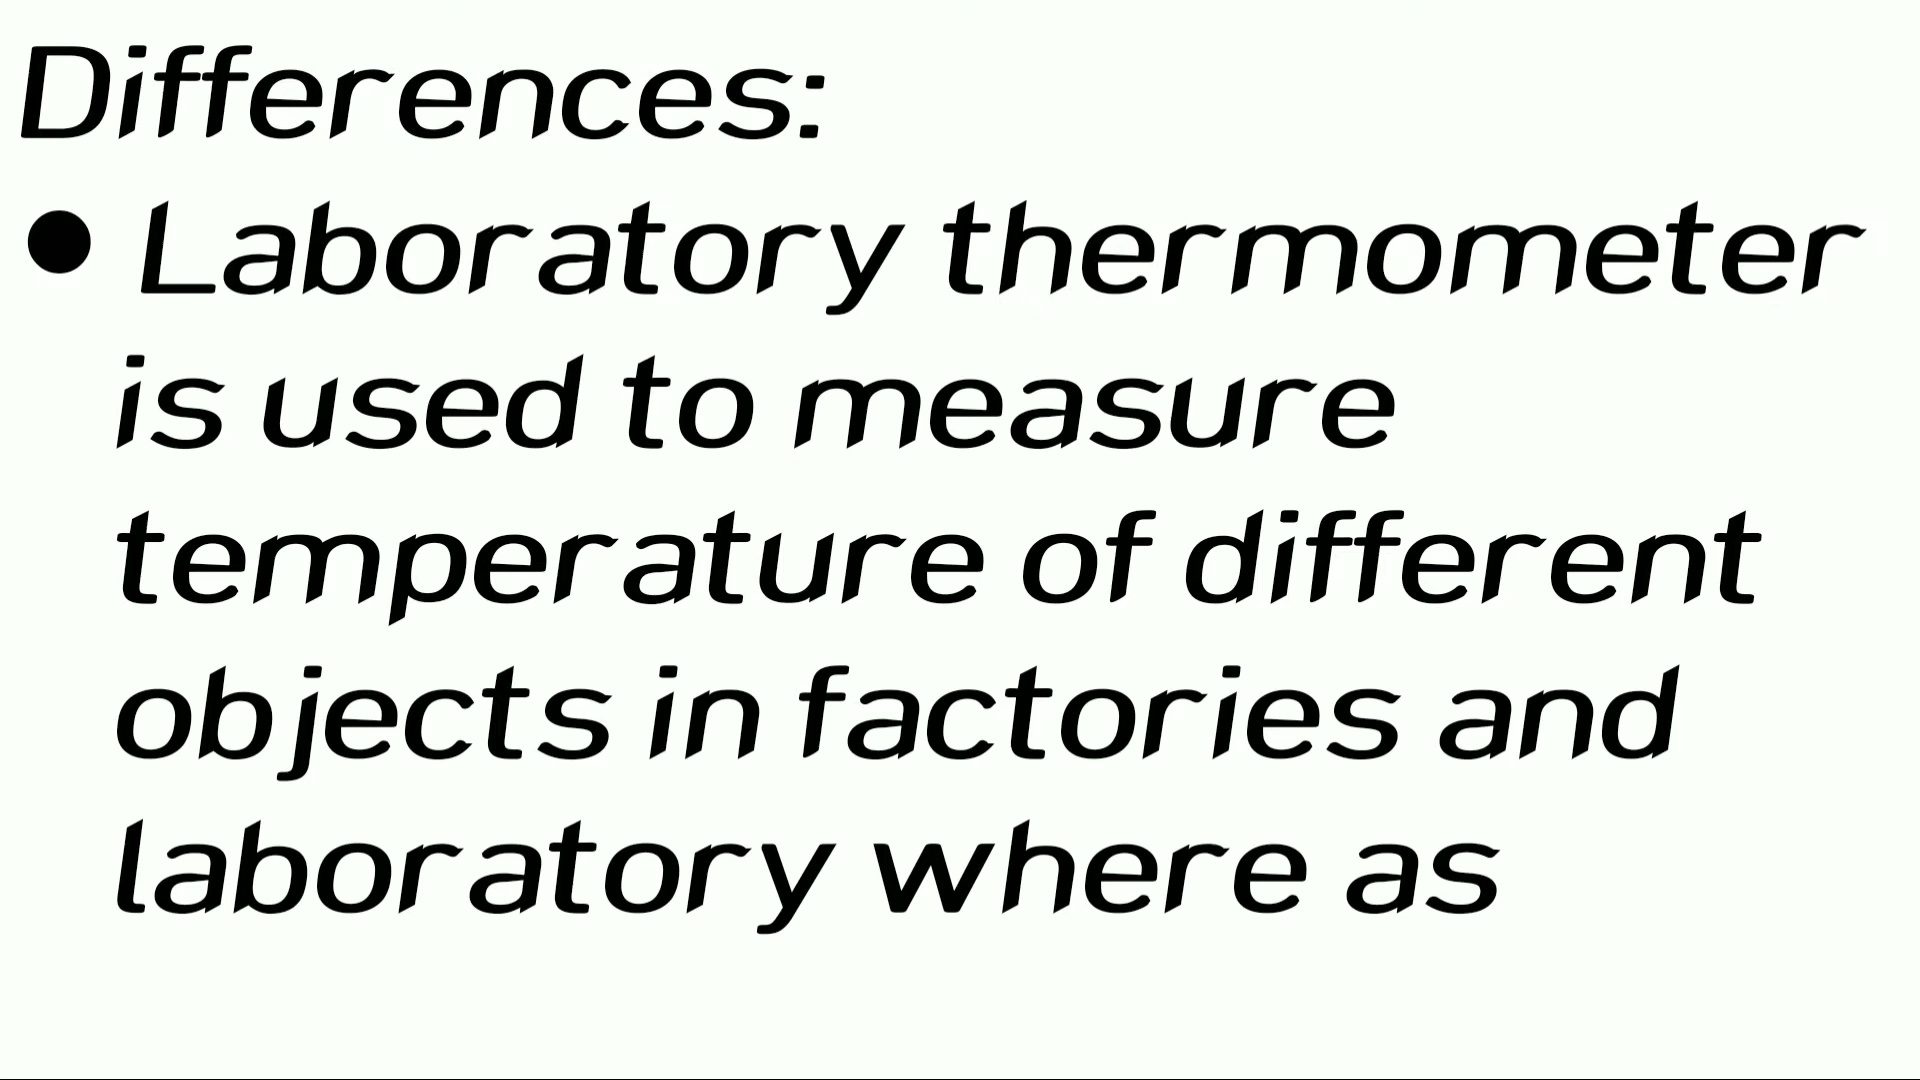 Differences:
● Laboratory thermometer
is used to measure
temperature of different
objects in factories and
laboratory where as